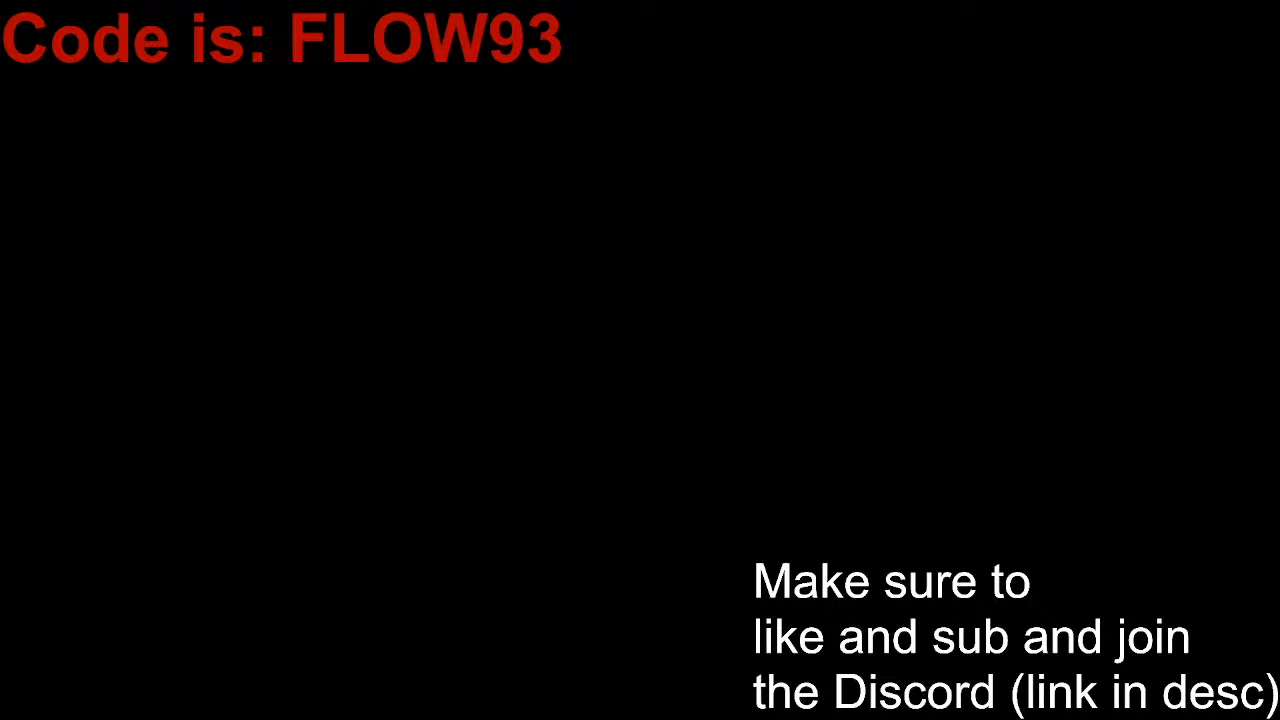 Code is: FLOW93
Make sure to
like and sub and join
the Discord (link in desc)